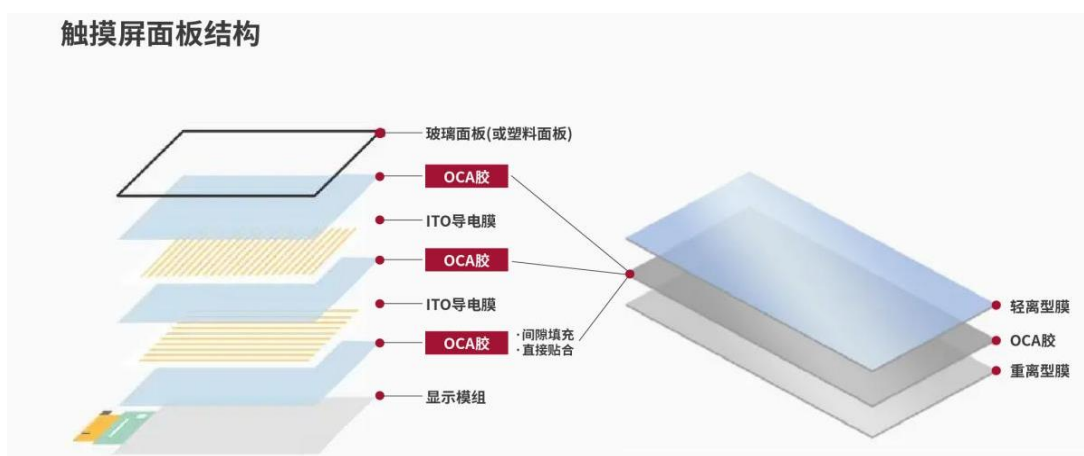 触摸屏面板结构
玻璃面板(或塑料面板)
OCA胶
ITO导电膜
OCA胶
ITO导电膜
OCA胶
·间隙填充
·直接贴合
显示模组
轻离型膜
OCA胶
重离型膜